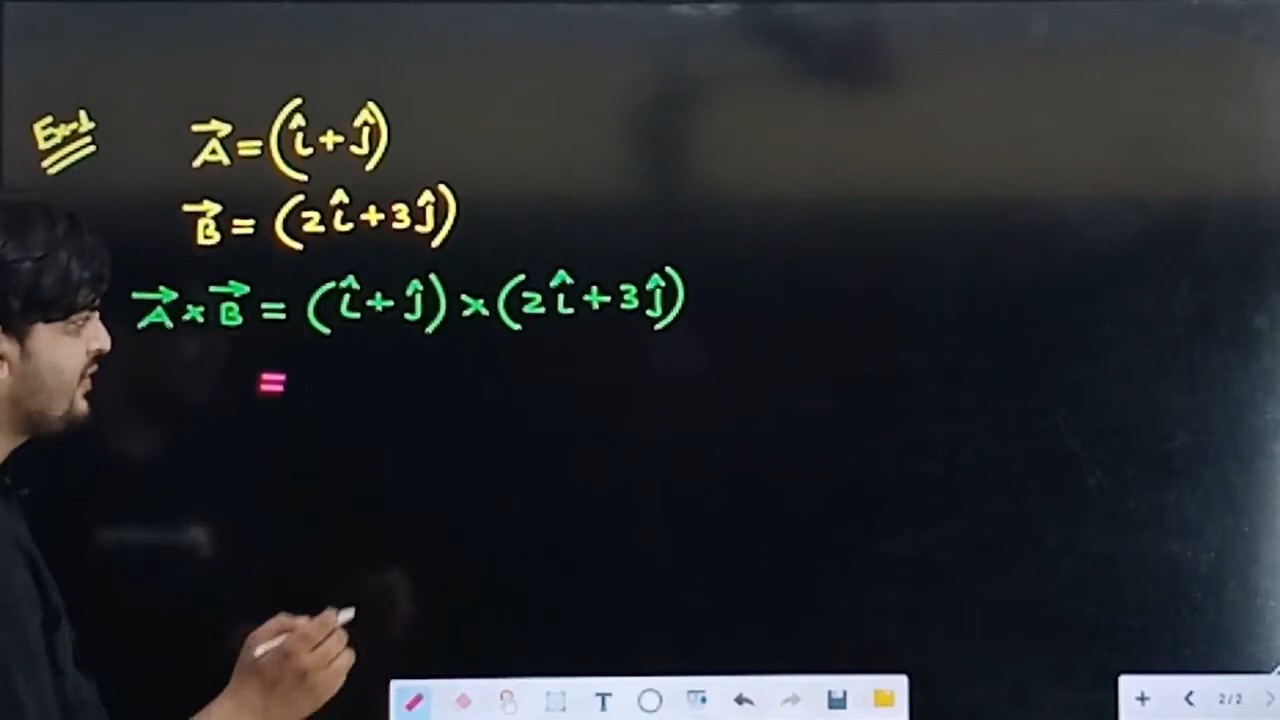 Ex-1
A⃗ = (î + ĵ)
B⃗ = (2î + 3ĵ)
A⃗ × B⃗ = (î + ĵ) × (2î + 3ĵ)
=
T
+ < 2/2 >